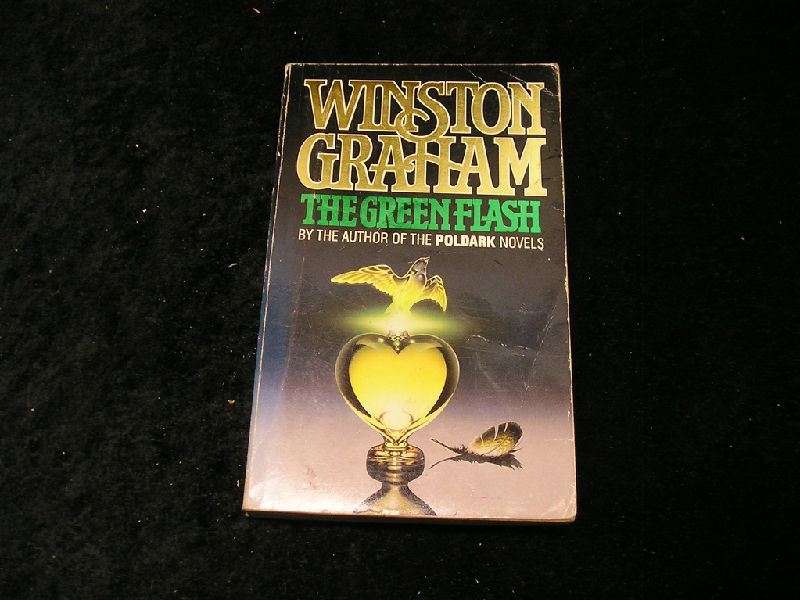 WINSTON
GRAHAM
THE GREEN FLASH
BY THE AUTHOR OF THE POLDARK NOVELS